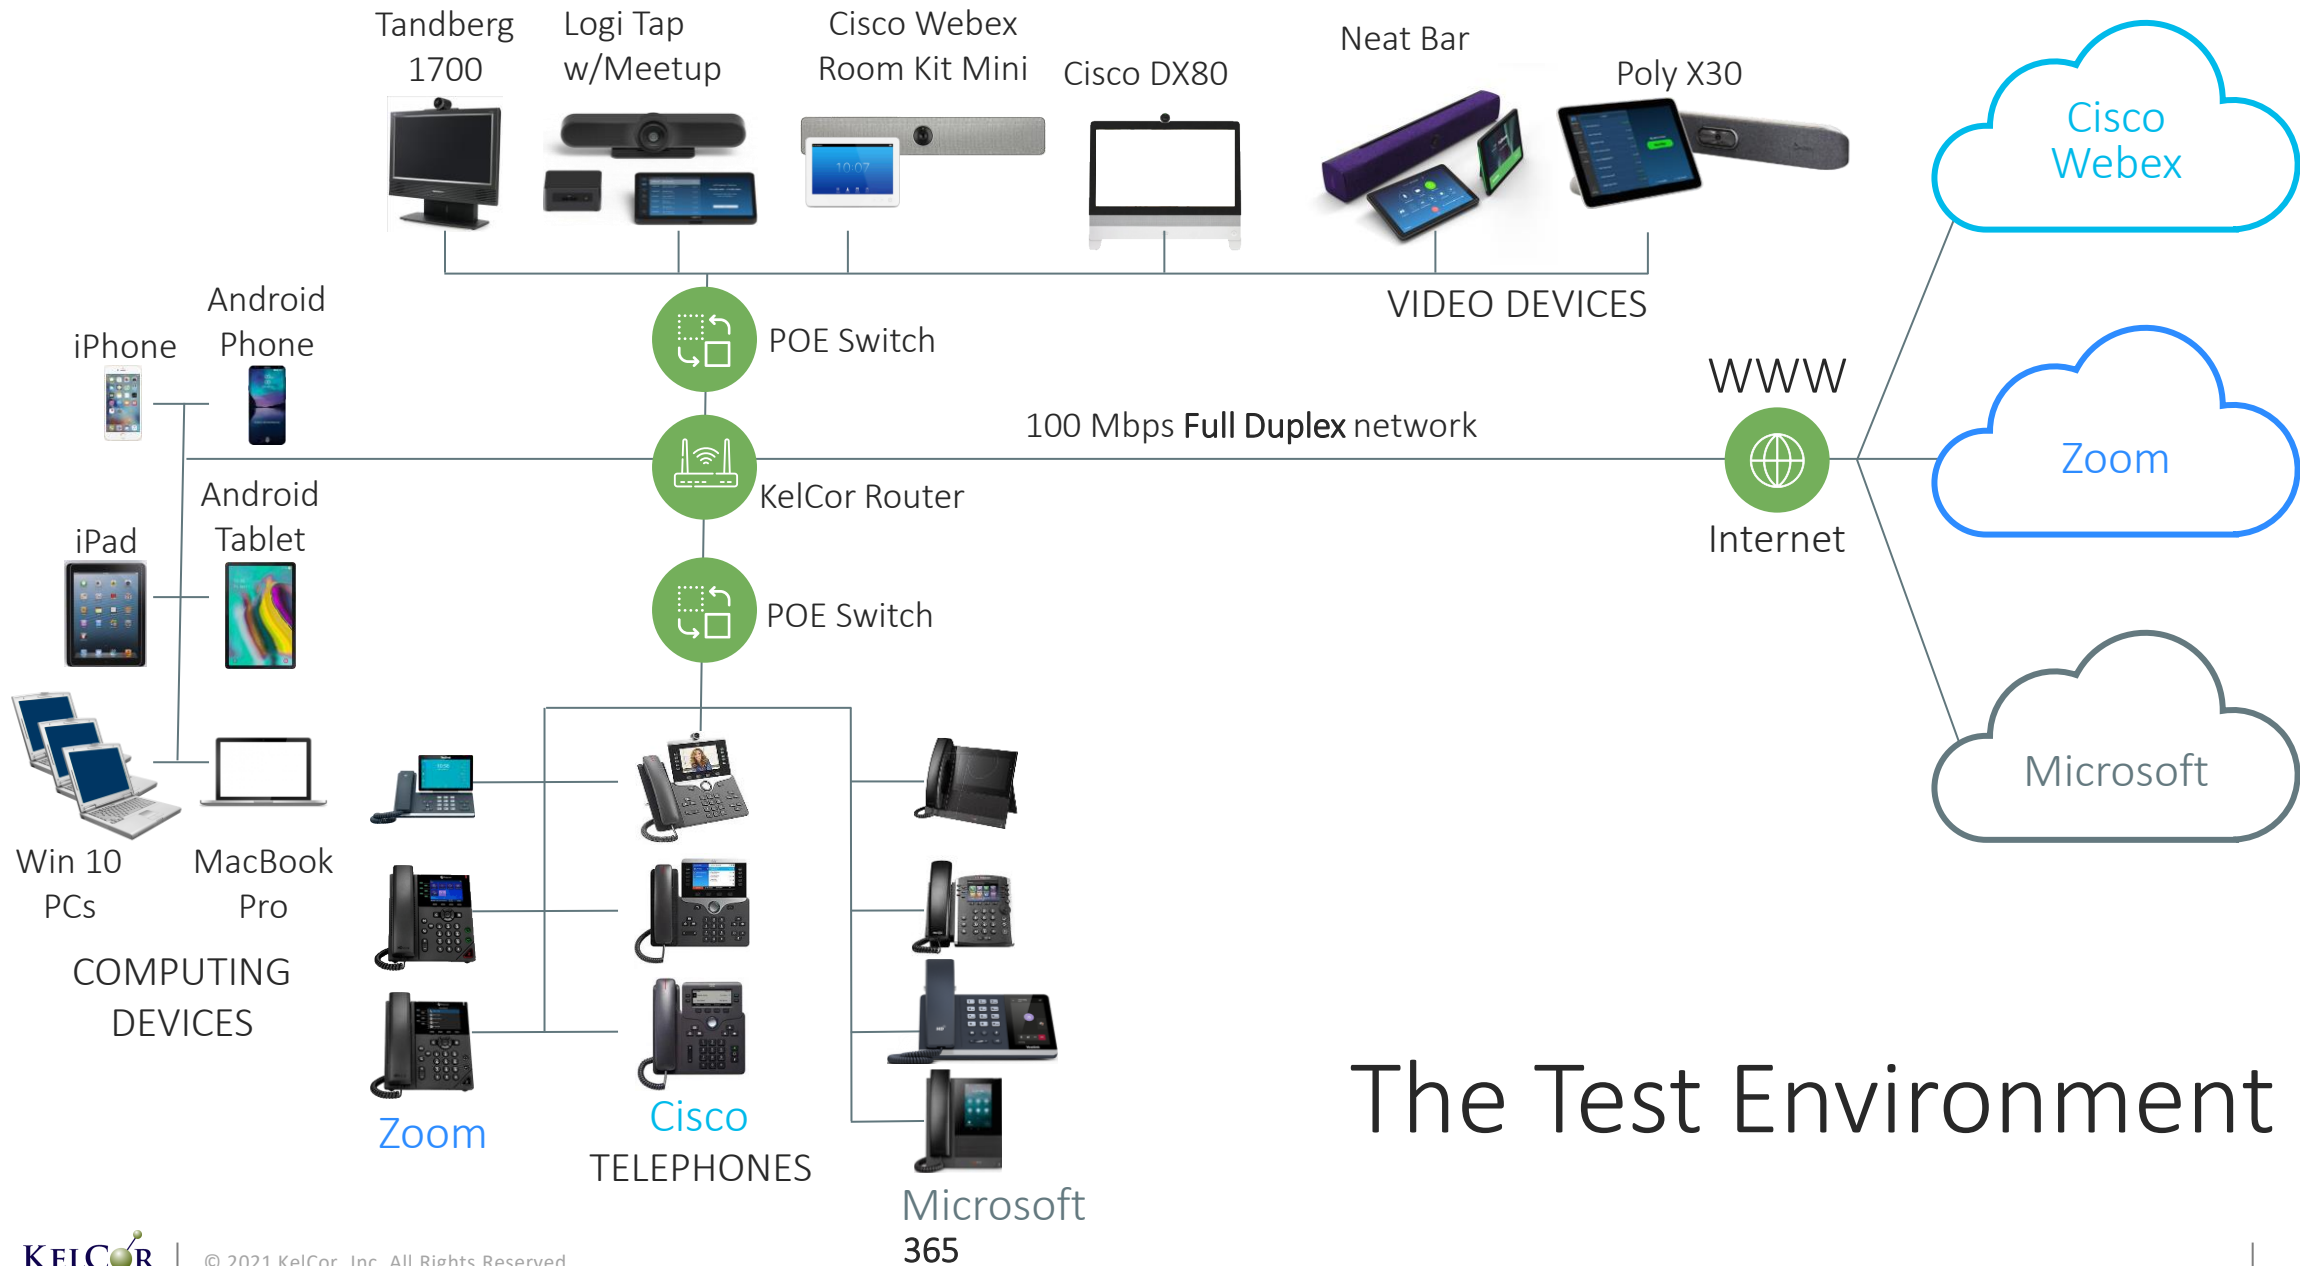 Tandberg
1700
Logi Tap
w/Meetup
Cisco Webex
Room Kit Mini
Cisco DX80
Neat Bar
Poly X30
Cisco
Webex
10:07
VIDEO DEVICES
iPhone
Android
Phone
POE Switch
WWW
100 Mbps Full Duplex network
Zoom
KelCor Router
Internet
iPad
Android
Tablet
POE Switch
Microsoft
Win 10
PCs
MacBook
Pro
COMPUTING
DEVICES
Zoom
Cisco
TELEPHONES
Microsoft
365
The Test Environment
KELCOR
© 2021 KelCor, Inc. All Rights Reserved